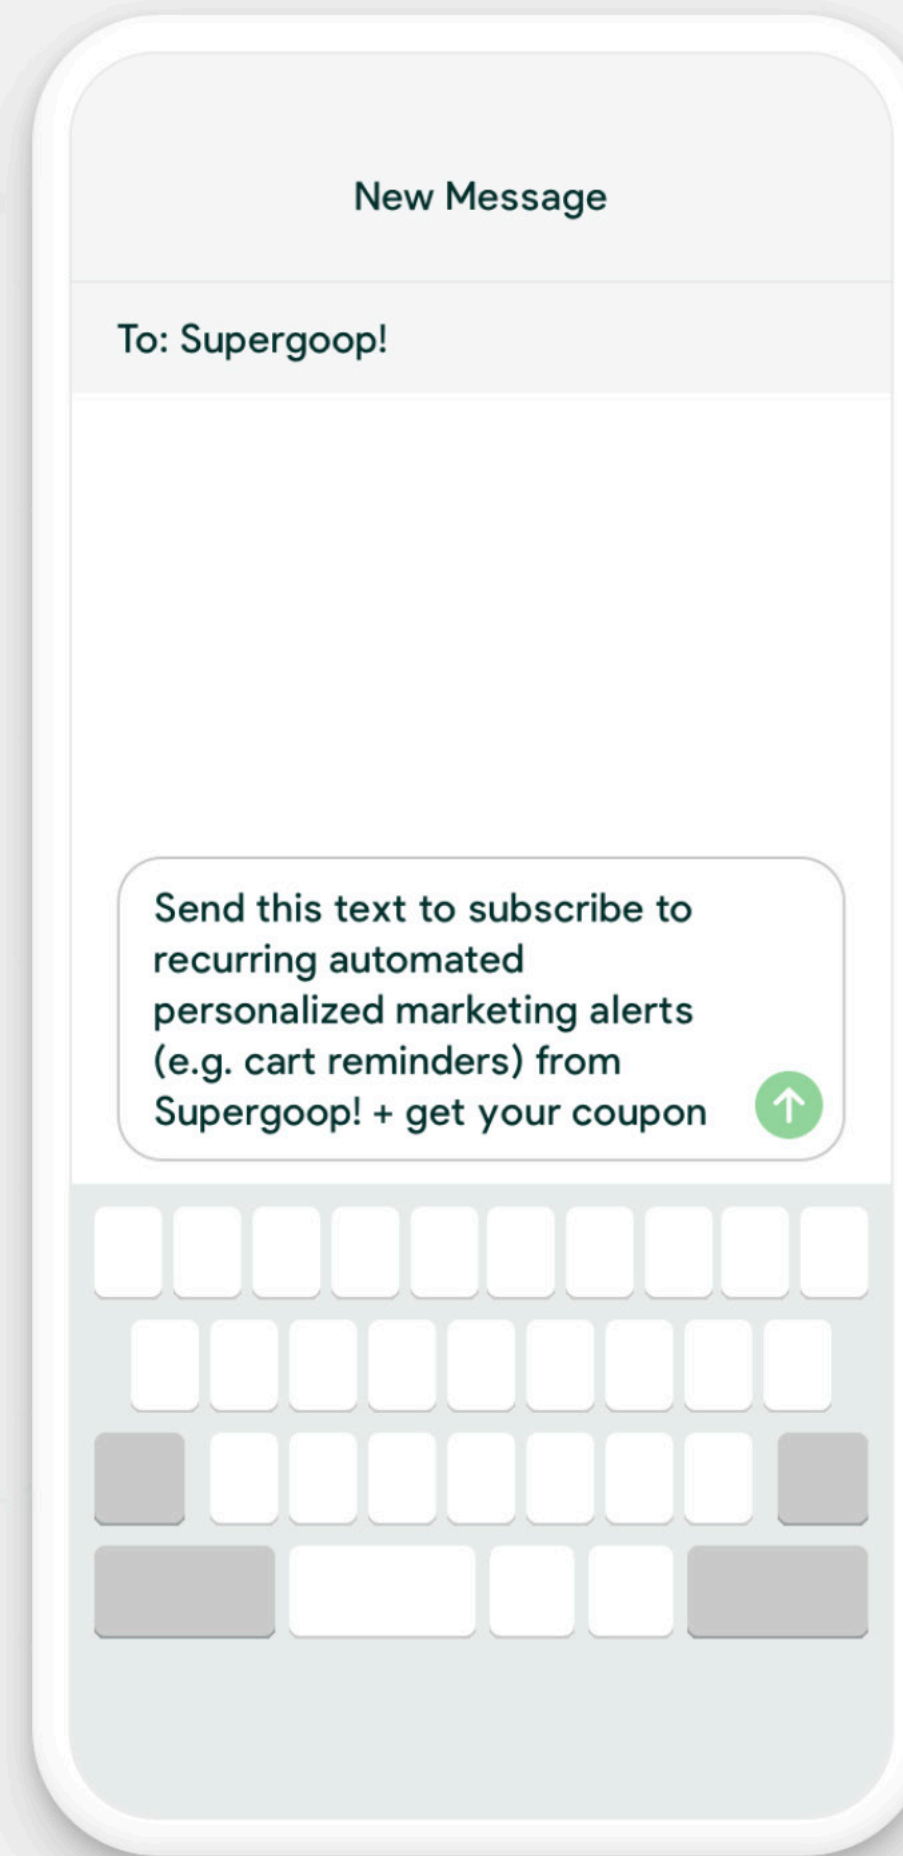 New Message
To: Supergoop!
Send this text to subscribe to
recurring automated
personalized marketing alerts
(e.g. cart reminders) from
Supergoop! + get your coupon